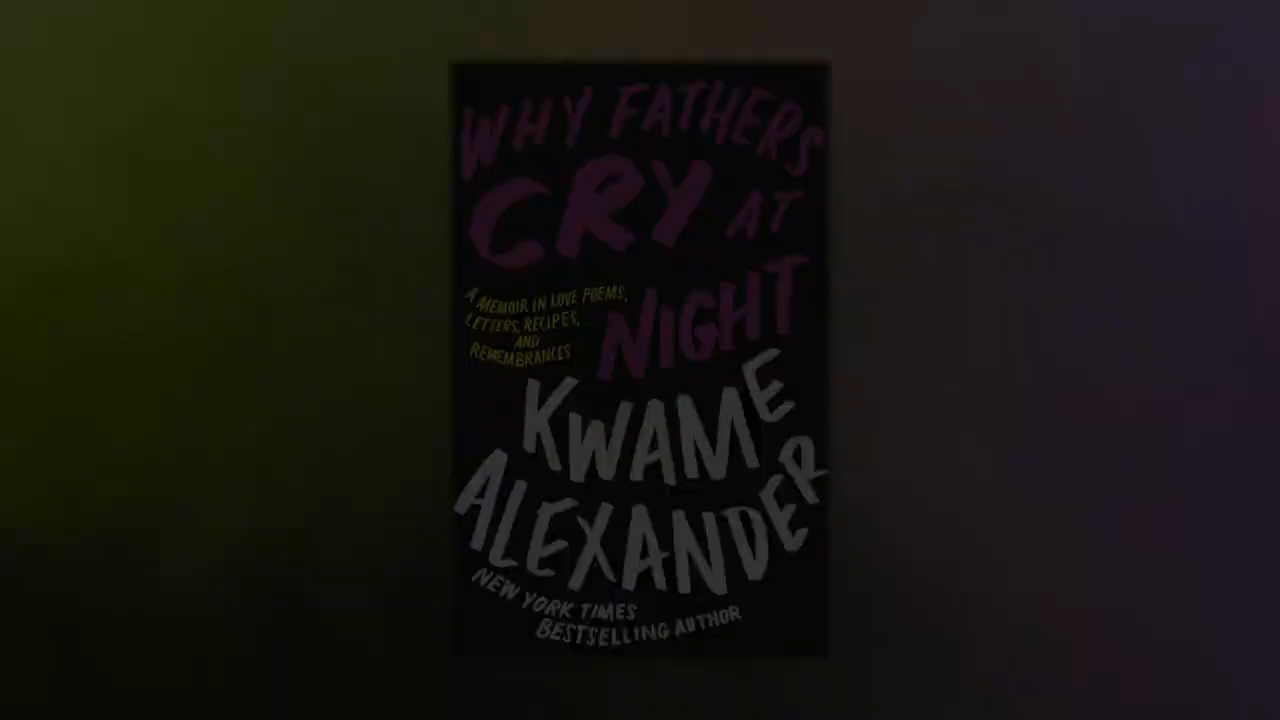 WHY FATHERS
CRY AT
NIGHT
A MEMOIR IN LOVE POEMS,
LETTERS, RECIPES,
AND
REMEMBRANCES
KWAME
ALEXANDER
NEW YORK TIMES
BESTSELLING AUTHOR